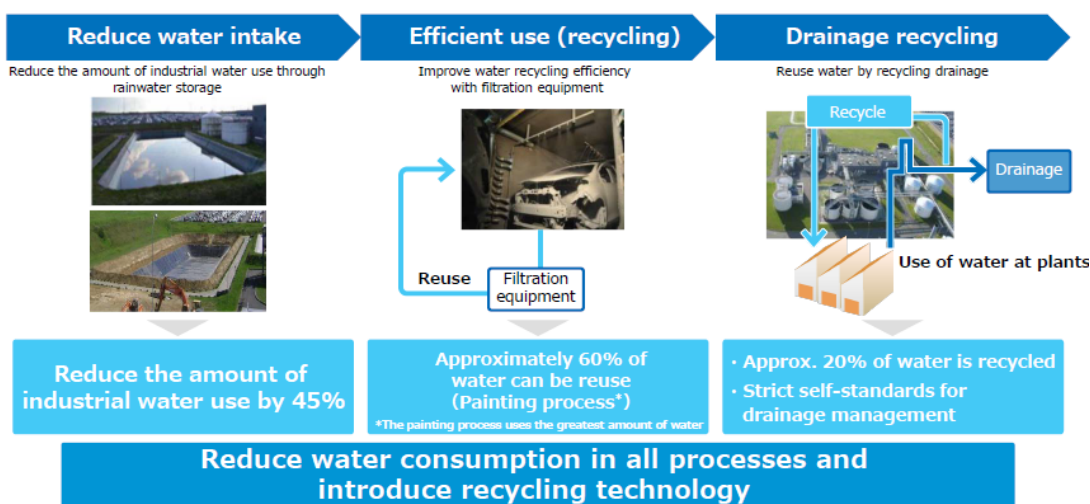 Reduce water intake
Efficient use (recycling)
Drainage recycling
Reduce the amount of industrial water use through
rainwater storage
Improve water recycling efficiency
with filtration equipment
Reuse water by recycling drainage
Recycle
Drainage
Use of water at plants
Reuse
Filtration
equipment
Reduce the amount of
industrial water use by 45%
Approximately 60% of
water can be reuse
(Painting process*)
*The painting process uses the greatest amount of water
・Approx. 20% of water is recycled
・Strict self-standards for
drainage management
Reduce water consumption in all processes and
introduce recycling technology